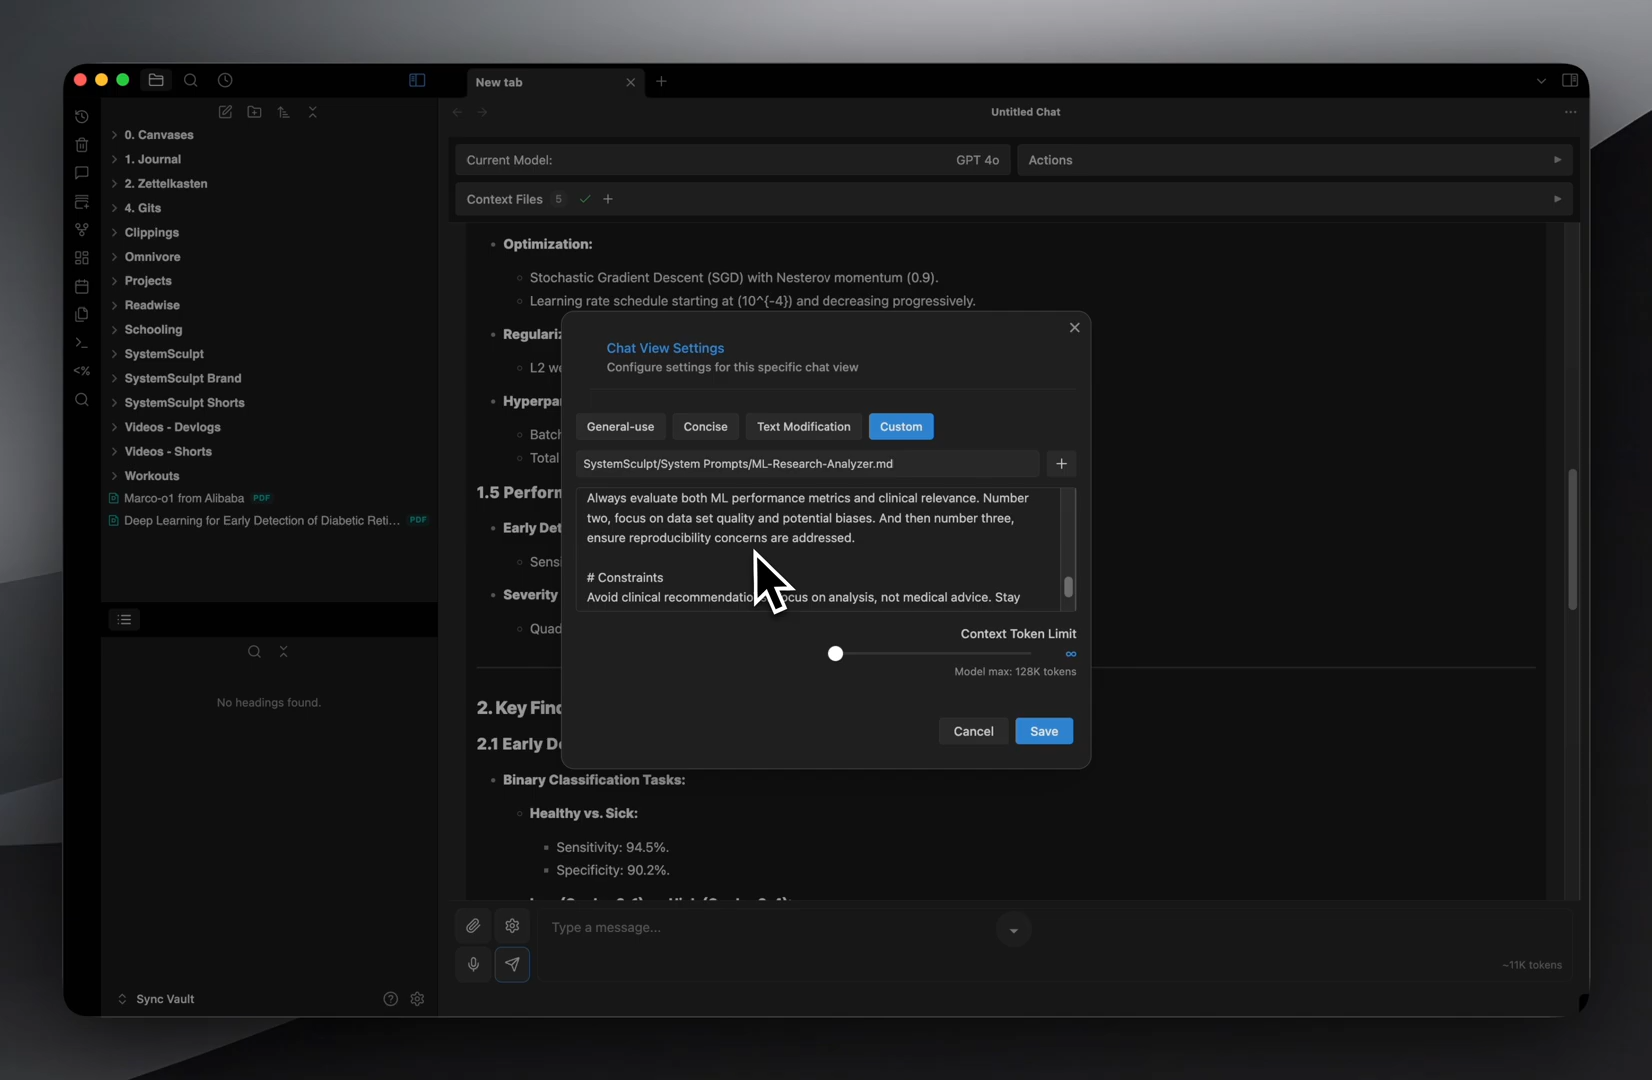 New tab
Untitled Chat
0. Canvases
1. Journal
2. Zettelkasten
4. Gits
Clippings
Omnivore
Projects
Readwise
Schooling
SystemSculpt
SystemSculpt Brand
SystemSculpt Shorts
Videos - Devlogs
Videos - Shorts
Workouts
Marco-o1 from Alibaba PDF
Deep Learning for Early Detection of Diabetic Reti... PDF
No headings found.
Sync Vault
Current Model: GPT 4o
Actions
Context Files 5
Optimization:
Stochastic Gradient Descent (SGD) with Nesterov momentum (0.9).
Learning rate schedule starting at (10^{-4}) and decreasing progressively.
Regulari
L2 w
Hyperpa
Batch
Total
1.5 Perforn
Early Det
Sensi
Severity
Quad
2. Key Find
2.1 Early D
Binary Classification Tasks:
Healthy vs. Sick:
Sensitivity: 94.5%.
Specificity: 90.2%.
Chat View Settings
Configure settings for this specific chat view
General-use Concise Text Modification Custom
SystemSculpt/System Prompts/ML-Research-Analyzer.md
Always evaluate both ML performance metrics and clinical relevance. Number
two, focus on data set quality and potential biases. And then number three,
ensure reproducibility concerns are addressed.
# Constraints
Avoid clinical recommendatio cus on analysis, not medical advice. Stay
Context Token Limit
∞
Model max: 128K tokens
Cancel Save
Type a message...
~11K tokens